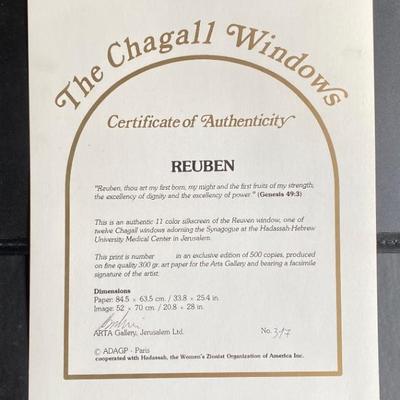 The Chagall Windows
Certificate of Authenticity
REUBEN
"Reuben, thou art my first born, my might and the first fruits of my strength,
the excellency of dignity and the excellency of power." (Genesis 49:3)
This is an authentic 11 color silkscreen of the Reuven window, one of
twelve Chagall windows adorning the Synagogue at the Hadassah-Hebrew
University Medical Center in Jerusalem.
This print is number in an exclusive edition of 500 copies, produced
on fine quality 300 gr. art paper for the Arta Gallery and bearing a facsimile
signature of the artist.
Dimensions
Paper: 84.5 x 63.5 cm. / 33.8 x 25.4 in.
Image: 52 x 70 cm. / 20.8 x 28 in.
ARTA Gallery, Jerusalem Ltd.
No. 317
© ADAGP - Paris
cooperated with Hadassah, the Women's Zionist Organization of America Inc.